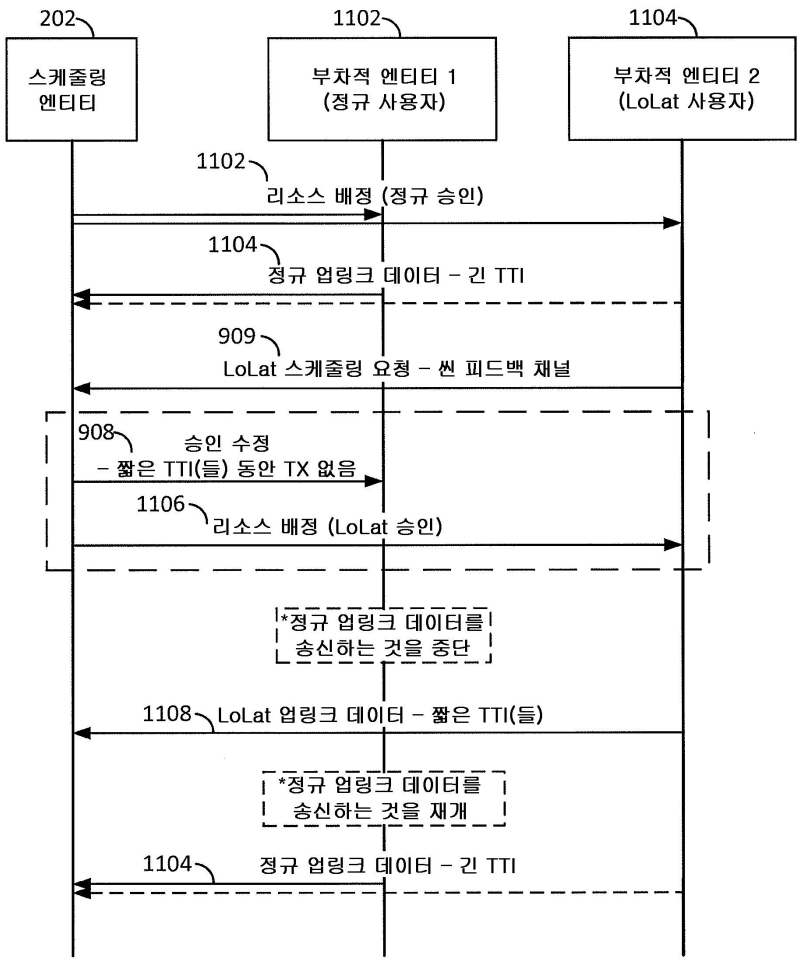 202
1102
1104
스케줄링
엔티티
부차적 엔티티 1
(정규 사용자)
부차적 엔티티 2
(LoLat 사용자)
1102
리소스 배정 (정규 승인)
1104
정규 업링크 데이터 – 긴 TTI
909
LoLat 스케줄링 요청 – 씬 피드백 채널
908
승인 수정
– 짧은 TTI(들) 동안 TX 없음
1106
리소스 배정 (LoLat 승인)
*정규 업링크 데이터를
송신하는 것을 중단
1108
LoLat 업링크 데이터 – 짧은 TTI(들)
*정규 업링크 데이터를
송신하는 것을 재개
1104
정규 업링크 데이터 – 긴 TTI